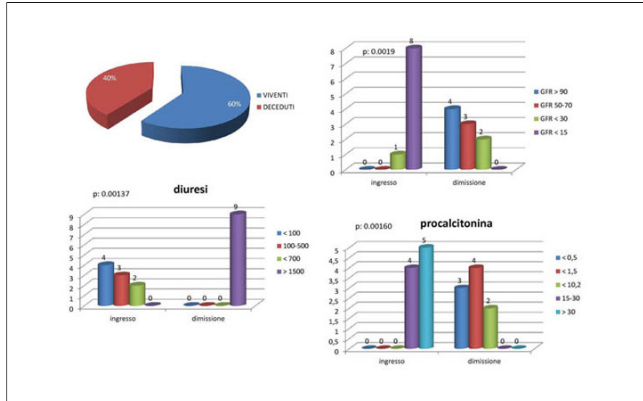 40%
60%
VIVENTI
DECEDUTI
p: 0.0019
8
7
6
5
4
3
2
1
0
0 0 1 8
4 3 2 0
ingresso dimissione
GFR > 90
GFR 50-70
GFR < 30
GFR < 15
diuresi
p: 0.00137
9
8
7
6
5
4
3
2
1
0
4 3 2 0
0 0 0 9
ingresso dimissione
< 100
100-500
< 700
> 1500
procalcitonina
p: 0.00160
5
4,5
4
3,5
3
2,5
2
1,5
1
0,5
0
0 0 0 4 5
3 4 2 0 0
ingresso dimissione
< 0,5
< 1,5
< 10,2
15-30
> 30